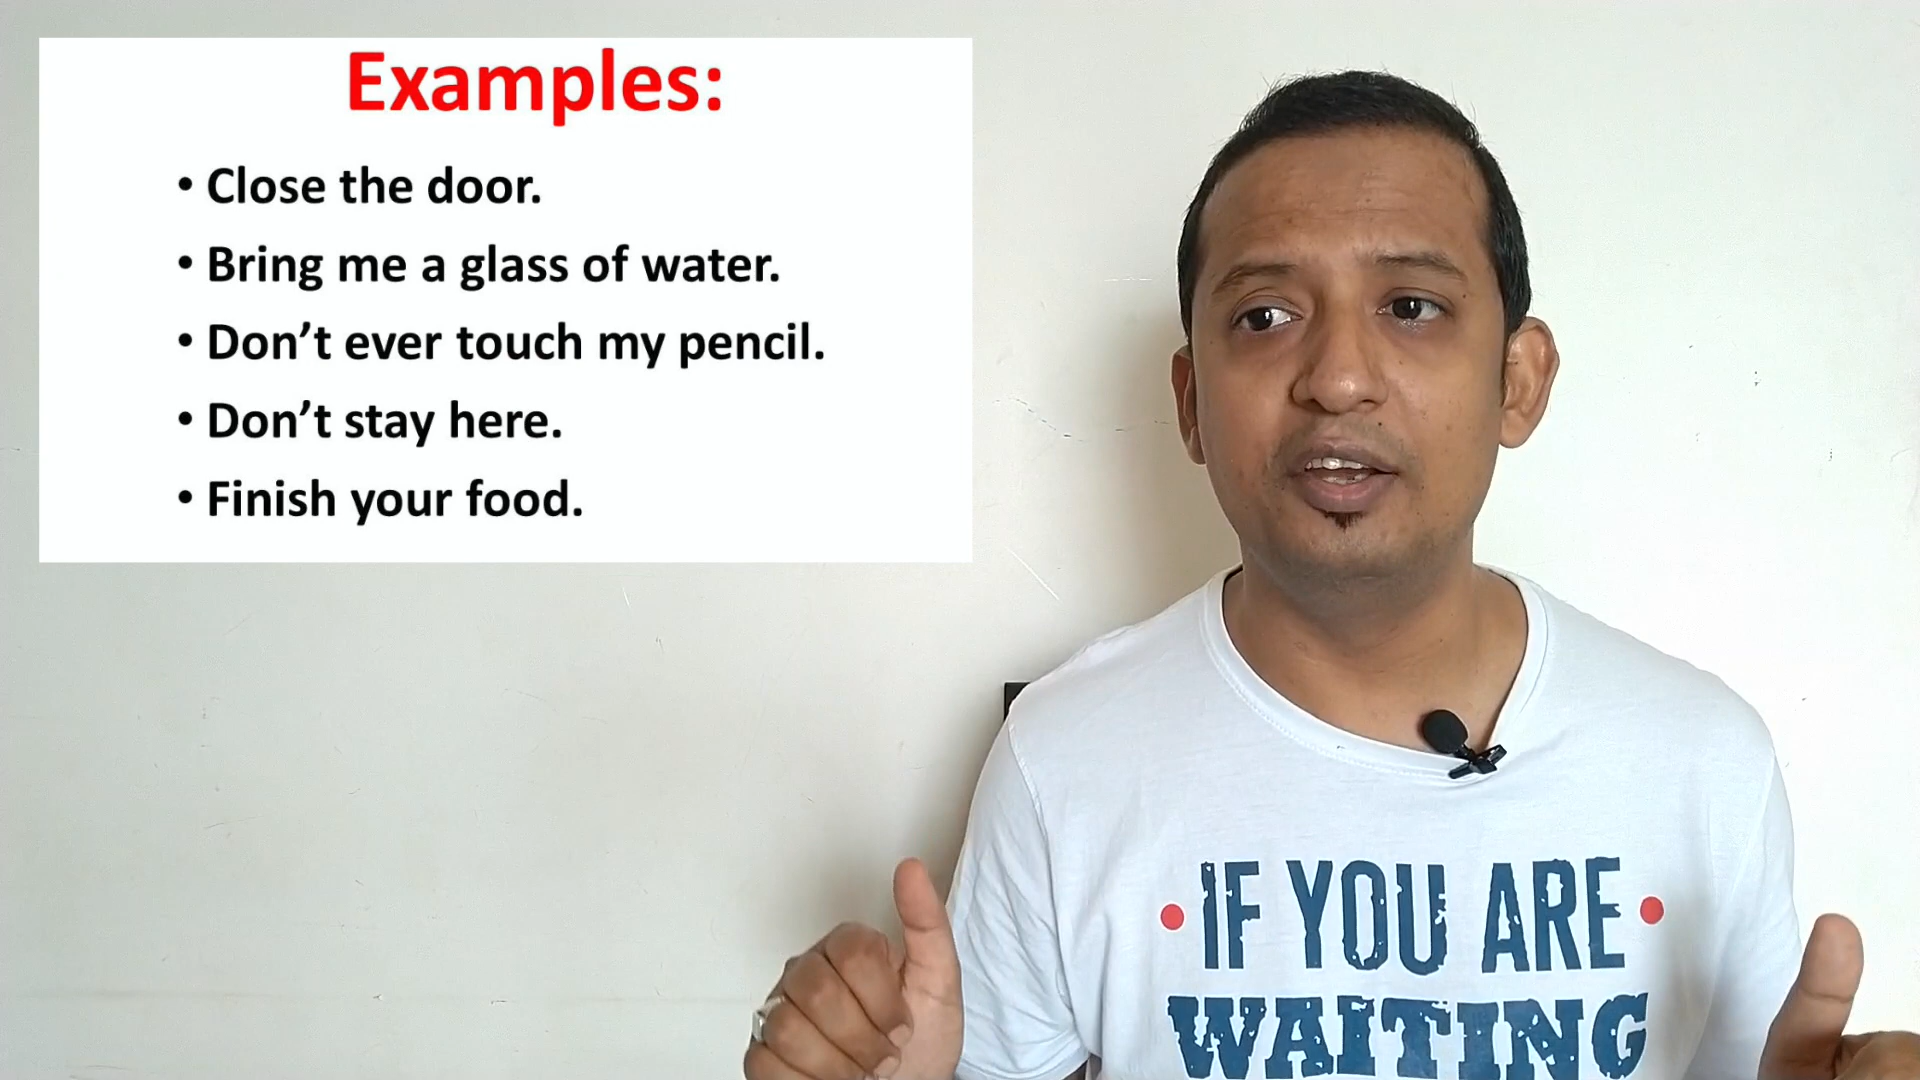 Examples:
• Close the door.
• Bring me a glass of water.
• Don’t ever touch my pencil.
• Don’t stay here.
• Finish your food.
• IF YOU ARE •
WAITING